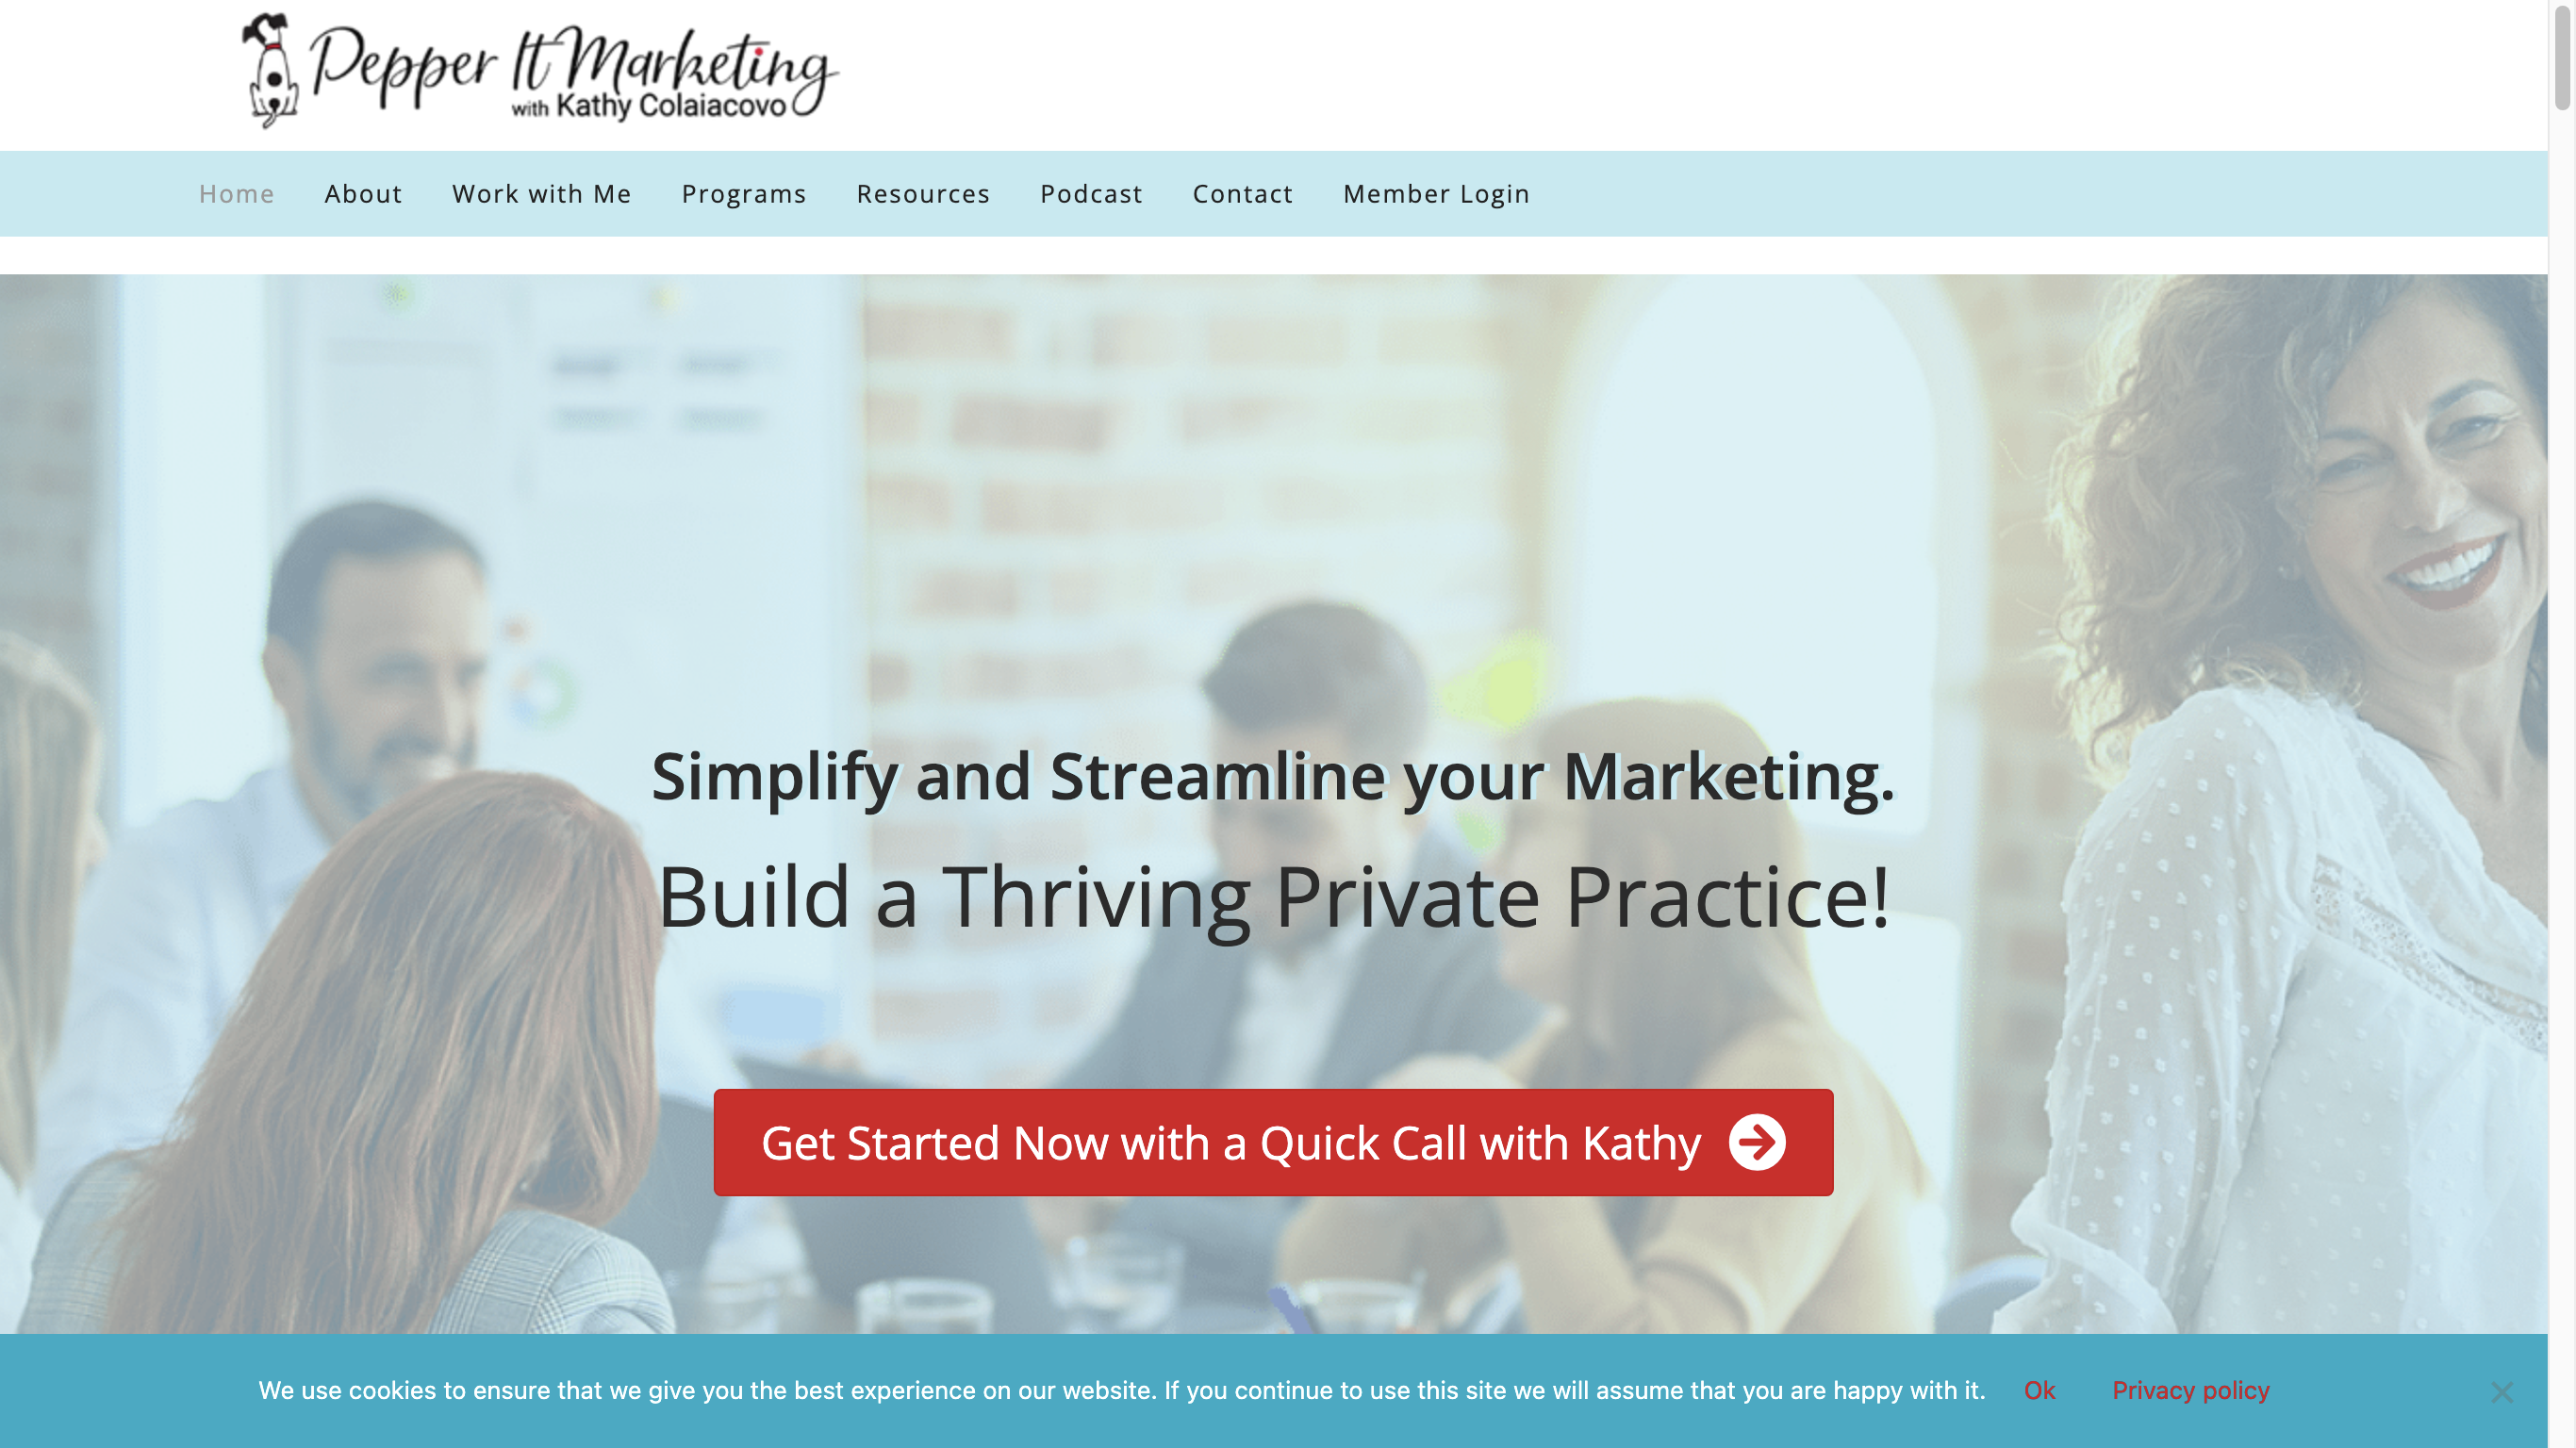 Pepper It Marketing
with Kathy Colaiacovo
Home About Work with Me Programs Resources Podcast Contact Member Login
Simplify and Streamline your Marketing.
Build a Thriving Private Practice!
Get Started Now with a Quick Call with Kathy
We use cookies to ensure that we give you the best experience on our website. If you continue to use this site we will assume that you are happy with it. Ok Privacy policy